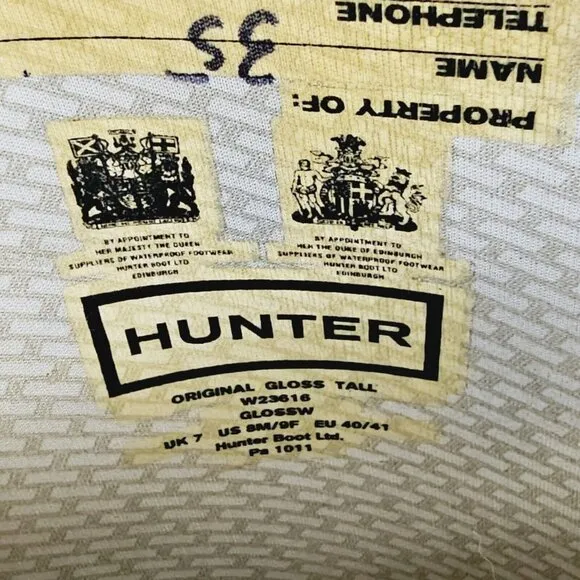 PROPERTY OF:
NAME
TELEPHONE
35
BY APPOINTMENT TO
HER MAJESTY THE QUEEN
SUPPLIERS OF WATERPROOF FOOTWEAR
HUNTER BOOT LTD
EDINBURGH
BY APPOINTMENT TO
HRH THE DUKE OF EDINBURGH
SUPPLIERS OF WATERPROOF FOOTWEAR
HUNTER BOOT LTD
EDINBURGH
HUNTER
ORIGINAL GLOSS TALL
W23616
GLOSSW
UK 7 US 8M/9F EU 40/41
Hunter Boot Ltd.
Pa 1011